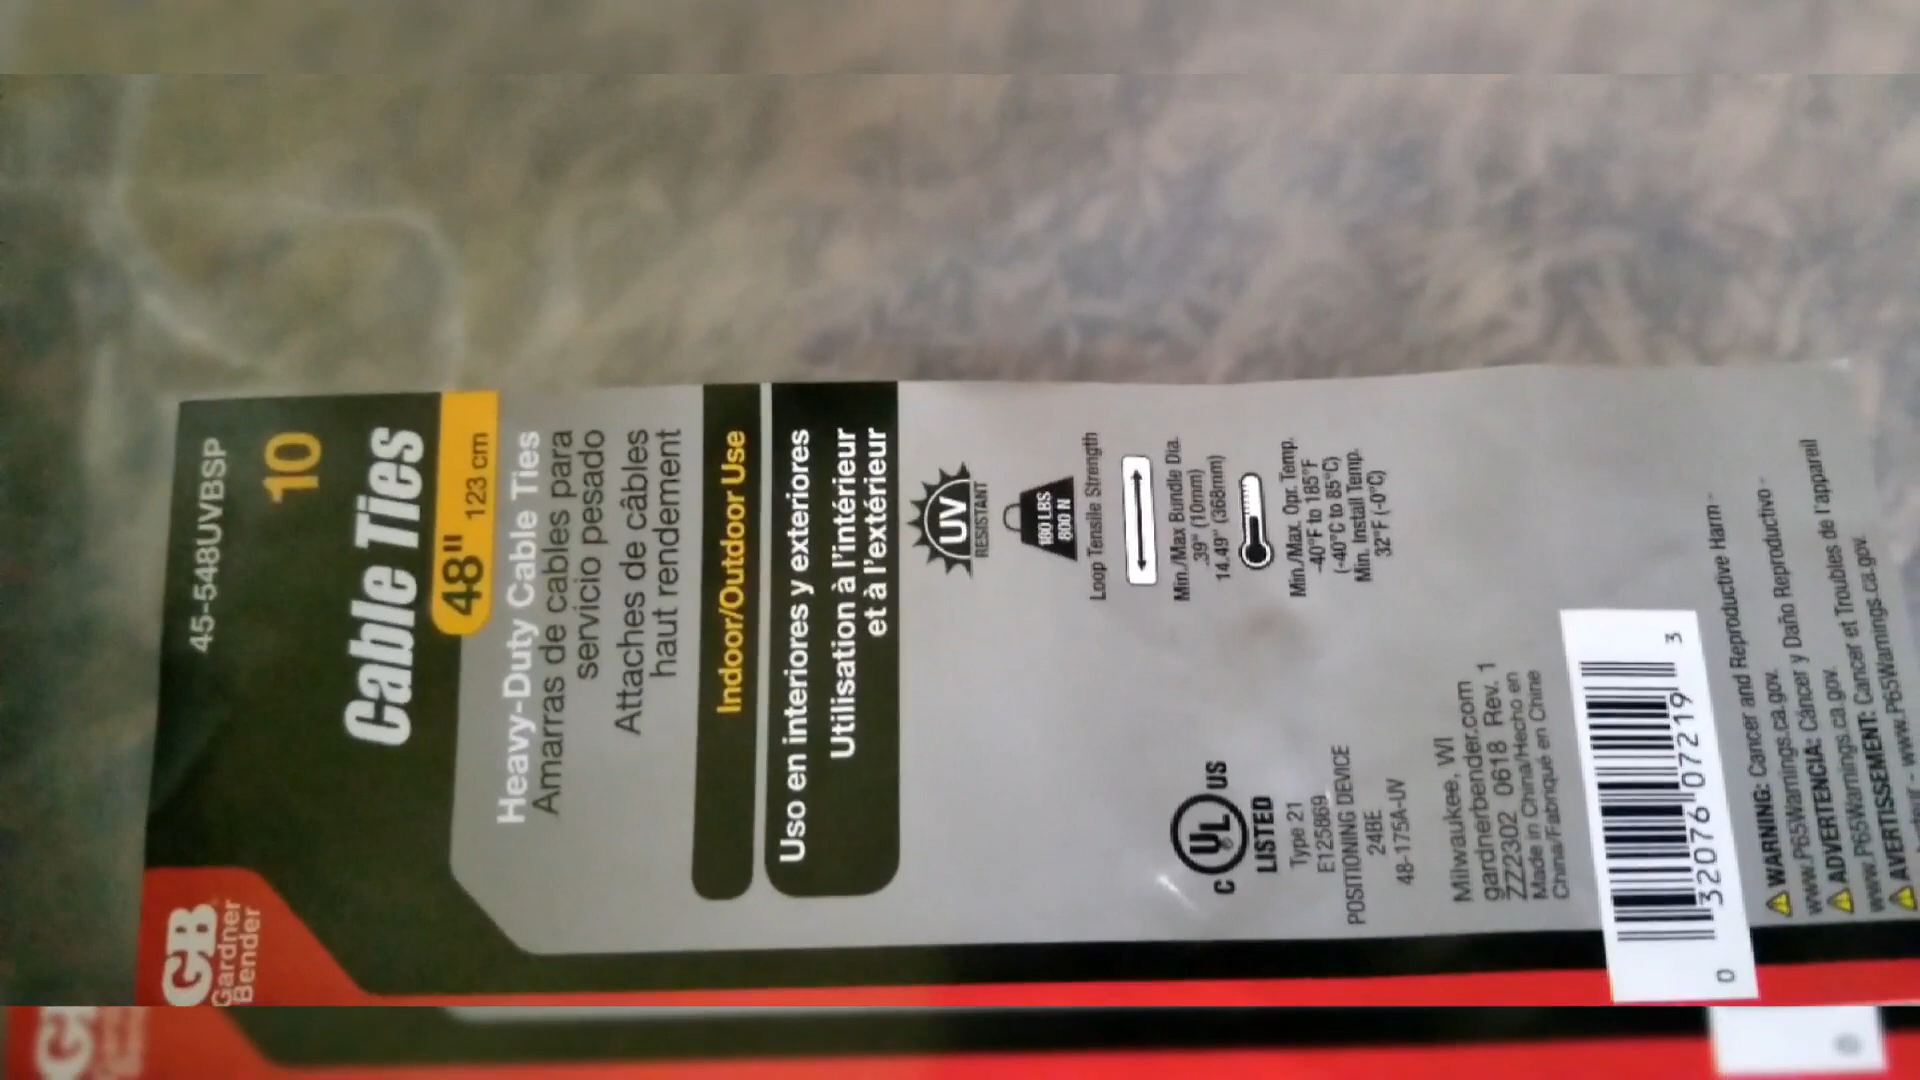 GB
Gardner
Bender
45-548UVBSP
10
Cable Ties
48" 123 cm
Heavy-Duty Cable Ties
Amarras de cables para
servicio pesado
Attaches de câbles
haut rendement
Indoor/Outdoor Use
Uso en interiores y exteriores
Utilisation à l'intérieur
et à l'extérieur
UV
RESISTANT
180 LBS
800 N
Loop Tensile Strength
Min./Max Bundle Dia.
.39" (10mm)
14.49" (368mm)
Min./Max. Opr. Temp.
-40°F to 185°F
(-40°C to 85°C)
Min. Install Temp.
32°F (-0°C)
C UL US
LISTED
Type 21
E125869
POSITIONING DEVICE
24BE
48-175A-UV
Milwaukee, WI
gardnerbender.com
ZZ2302 0618 Rev. 1
Made in China/Hecho en
China/Fabriqué en Chine
0 32076 07219 3
WARNING: Cancer and Reproductive Harm -
www.P65Warnings.ca.gov.
ADVERTENCIA: Cáncer y Daño Reproductivo -
www.P65Warnings.ca.gov.
AVERTISSEMENT: Cancer et Troubles de l'appareil
- www.P65Warnings.ca.gov.